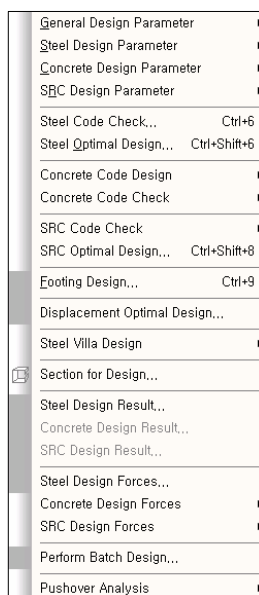 General Design Parameter
Steel Design Parameter
Concrete Design Parameter
SRC Design Parameter
Steel Code Check... Ctrl+6
Steel Optimal Design... Ctrl+Shift+6
Concrete Code Design
Concrete Code Check
SRC Code Check
SRC Optimal Design... Ctrl+Shift+8
Footing Design... Ctrl+9
Displacement Optimal Design...
Steel Villa Design
Section for Design...
Steel Design Result...
Concrete Design Result...
SRC Design Result...
Steel Design Forces...
Concrete Design Forces
SRC Design Forces
Perform Batch Design...
Pushover Analysis